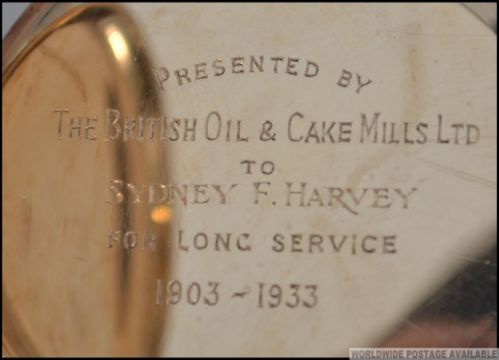 PRESENTED BY
THE BRITISH OIL & CAKE MILLS LTD
TO
SYDNEY F. HARVEY
FOR LONG SERVICE
1903 - 1933
WORLDWIDE POSTAGE AVAILABLE